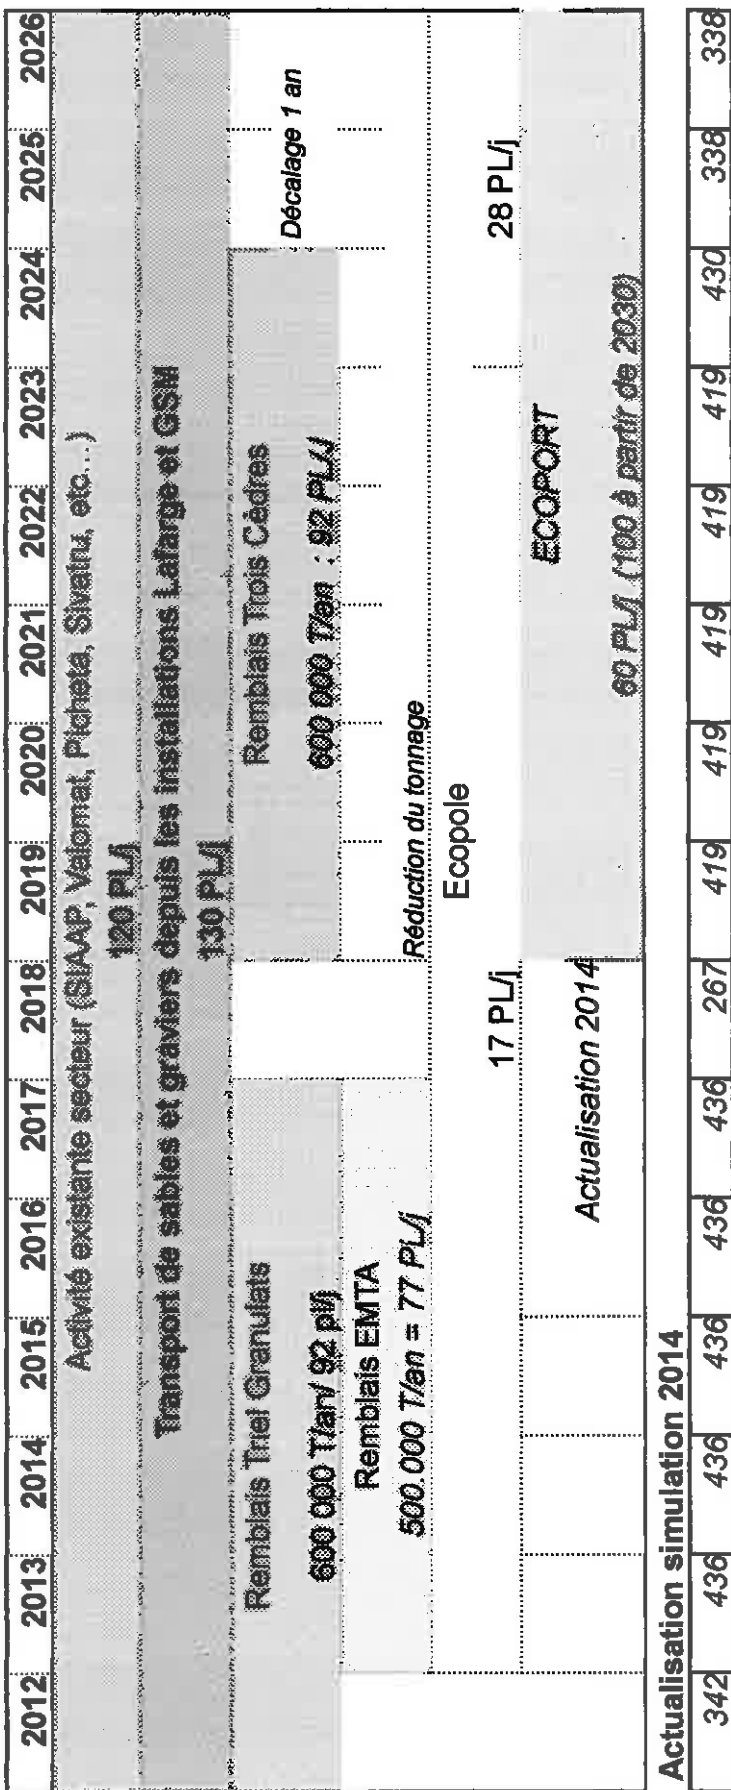 2012 2013 2014 2015 2016 2017 2018 2019 2020 2021 2022 2023 2024 2025 2026
Activité existante secteur (SIAAP, Valomat, Picheta, Sivatru, etc...)
120 PL/j
Transport de sables et graviers depuis les installations Lafarge et GSM
130 PL/j
Remblais Triel Granulats
600 000 T/an/ 92 pl/j
Remblais Trois Cèdres
600 000 T/an : 92 PL/J
Décalage 1 an
Remblais EMTA
500.000 T/an = 77 PL/j
Réduction du tonnage
Ecopole
17 PL/j
28 PL/j
ECOPORT
60 PL/j (100 à partir de 2030)
Actualisation 2014
Actualisation simulation 2014
342 436 436 436 436 436 267 419 419 419 419 419 430 338 338